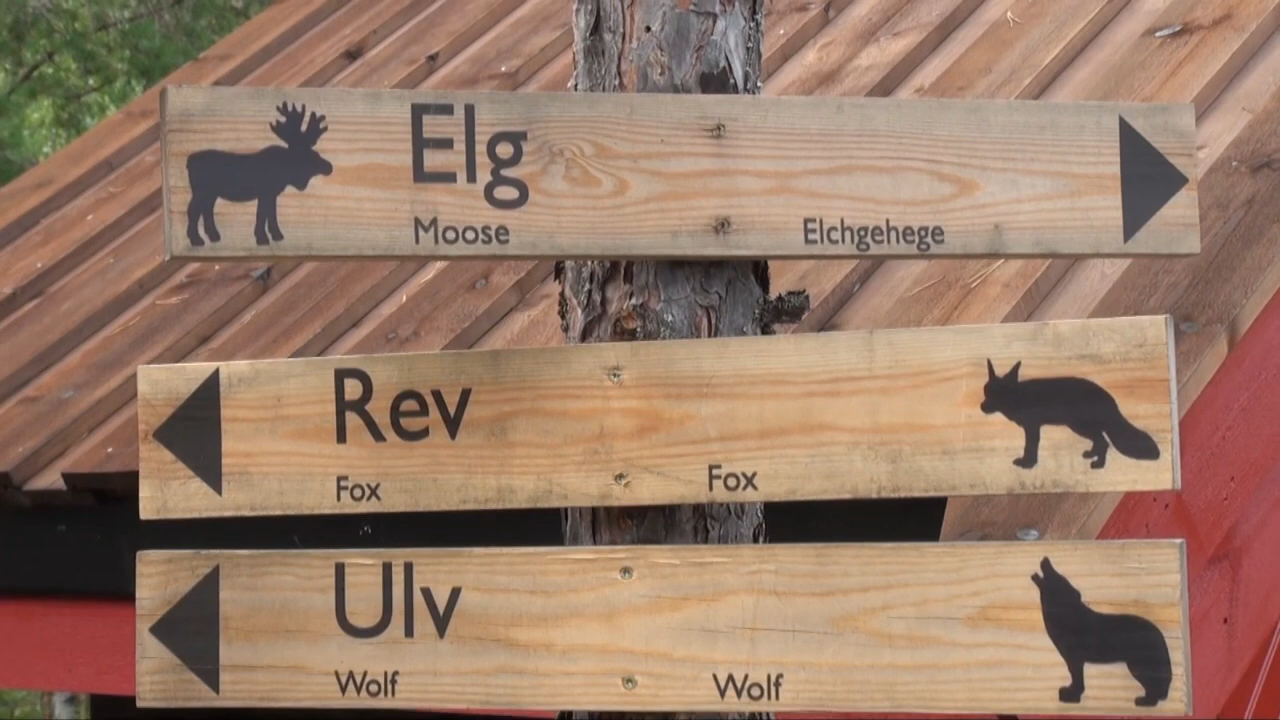 Elg
Moose Elchgehege
Rev
Fox Fox
Ulv
Wolf Wolf